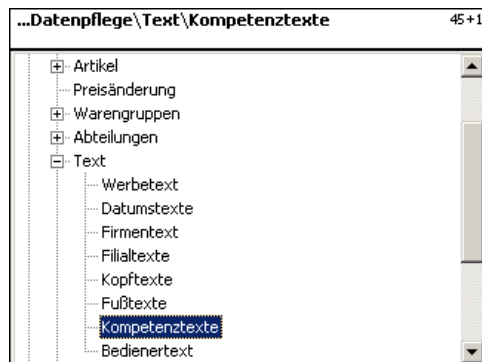 ...Datenpflege\Text\Kompetenztexte 45+1
Artikel
Preisänderung
Warengruppen
Abteilungen
Text
Werbetext
Datumstexte
Firmentext
Filialtexte
Kopftexte
Fußtexte
Kompetenztexte
Bedienertext